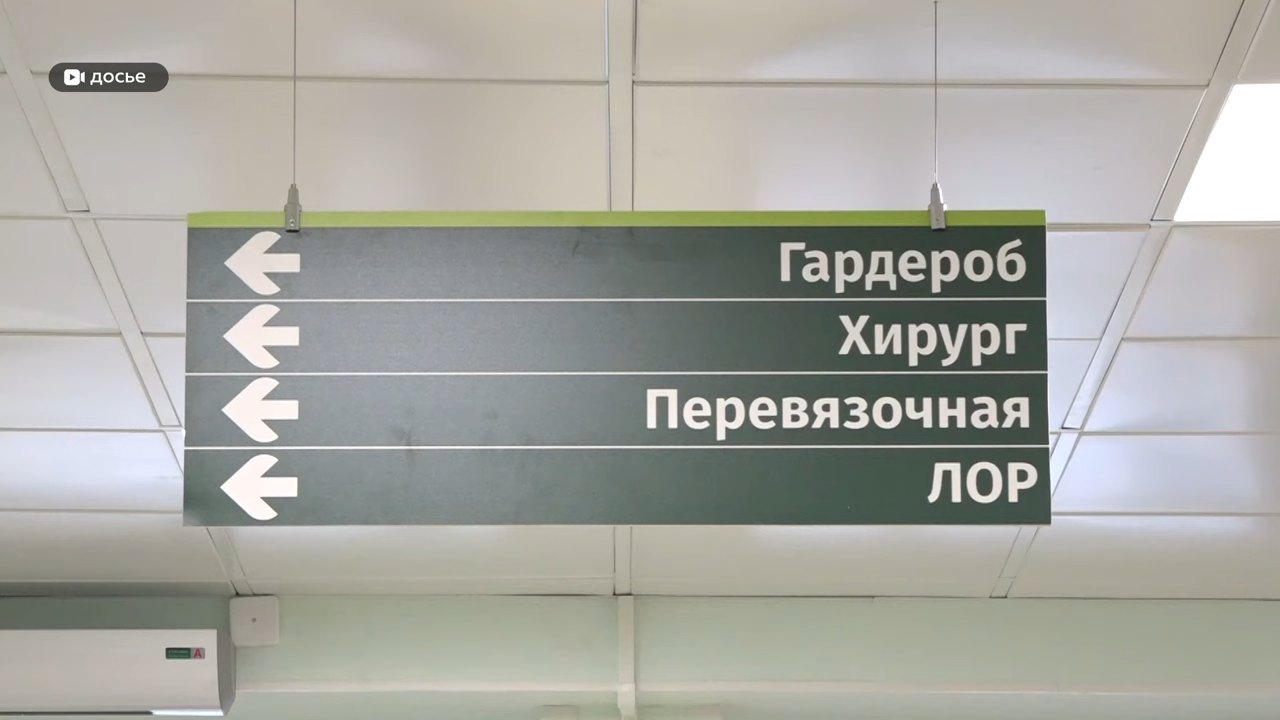 досье
Гардероб
Хирург
Перевязочная
ЛОР
A